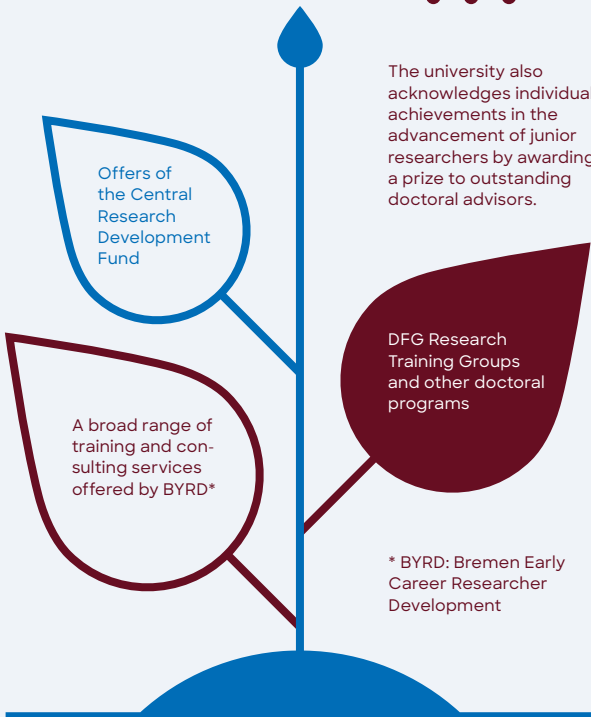 The university also
acknowledges individua
achievements in the
advancement of junior
researchers by awarding
a prize to outstanding
doctoral advisors.
Offers of
the Central
Research
Development
Fund
DFG Research
Training Groups
and other doctoral
programs
A broad range of
training and con-
sulting services
offered by BYRD*
* BYRD: Bremen Early
Career Researcher
Development